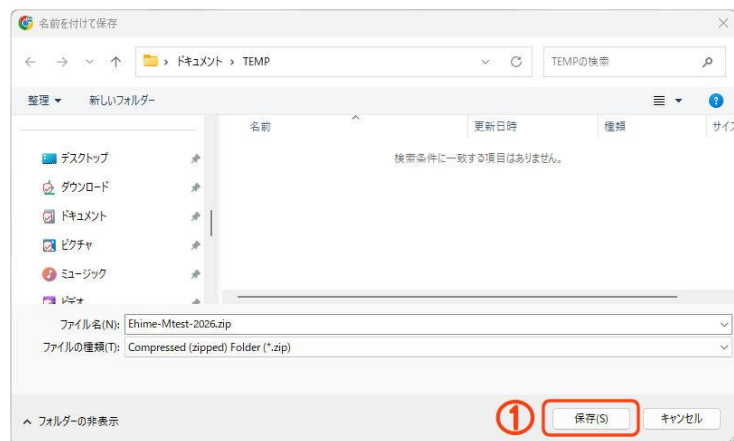 名前を付けて保存
ドキュメント > TEMP
TEMPの検索
整理
新しいフォルダー
名前 更新日時 種類 サイズ
検索条件に一致する項目はありません。
デスクトップ
ダウンロード
ドキュメント
ピクチャ
ミュージック
ビデオ
ファイル名(N): Ehime-Mtest-2026.zip
ファイルの種類(T): Compressed (zipped) Folder (*.zip)
フォルダーの非表示
① 保存(S) キャンセル